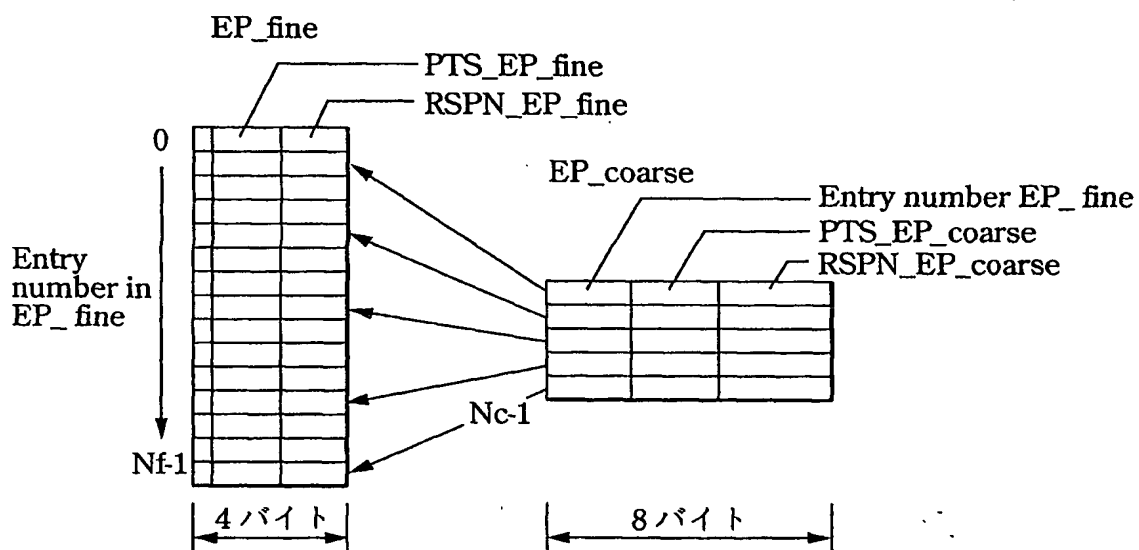 EP_fine
PTS_EP_fine
RSPN_EP_fine
0
EP_coarse
Entry number EP_ fine
PTS_EP_coarse
RSPN_EP_coarse
Entry
number in
EP_ fine
Nc-1
Nf-1
4 バイト
8 バイト